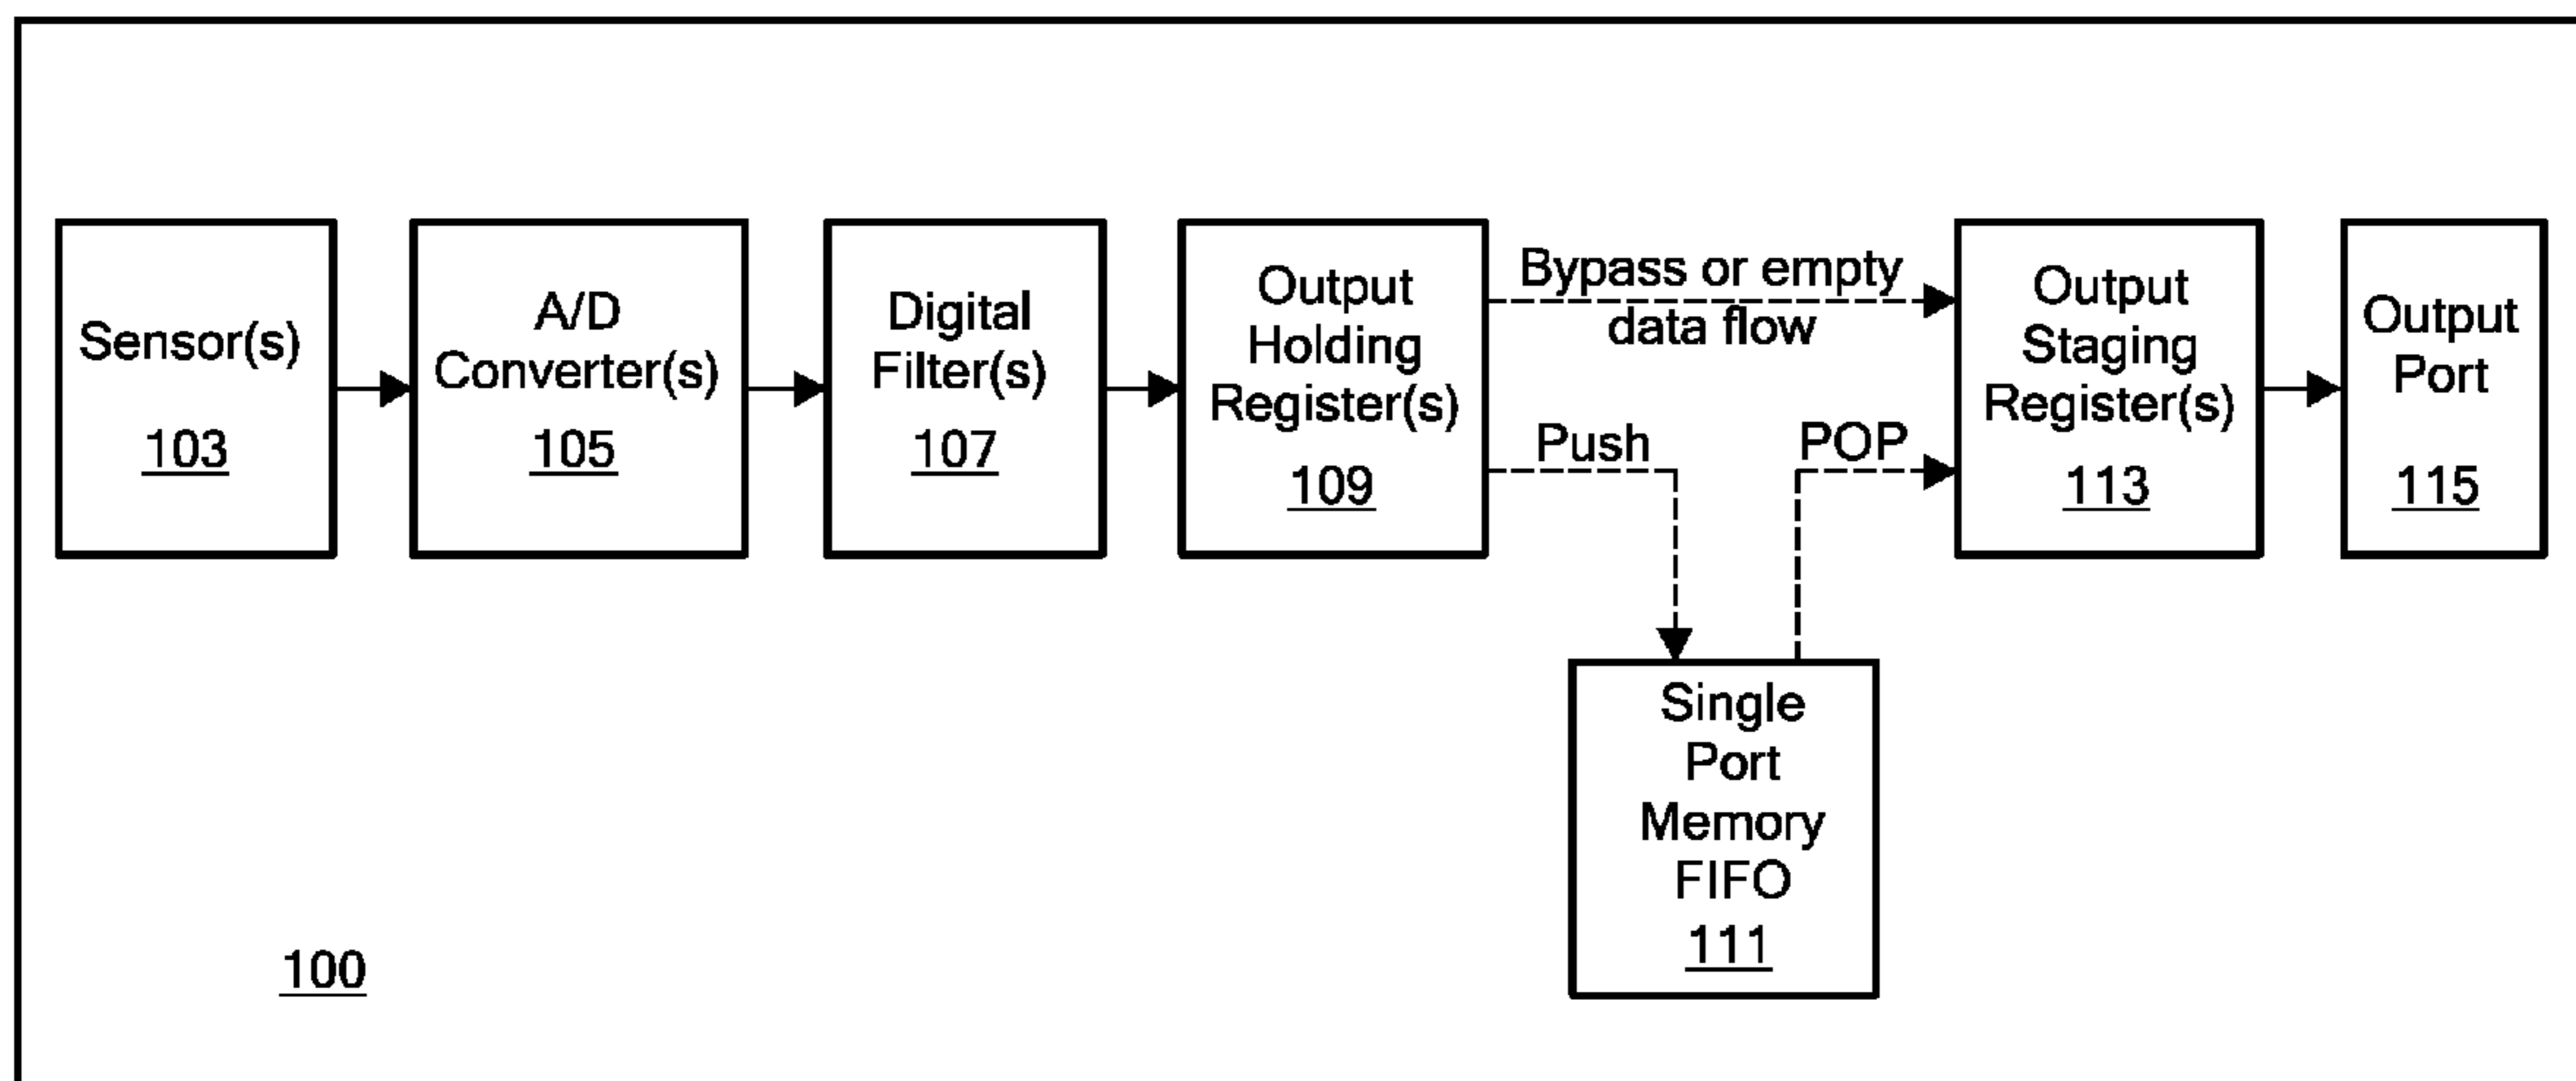 Sensor(s)
103
A/D
Converter(s)
105
Digital
Filter(s)
107
Output
Holding
Register(s)
109
Bypass or empty
data flow
Push
POP
Output
Staging
Register(s)
113
Output
Port
115
Single
Port
Memory
FIFO
111
100